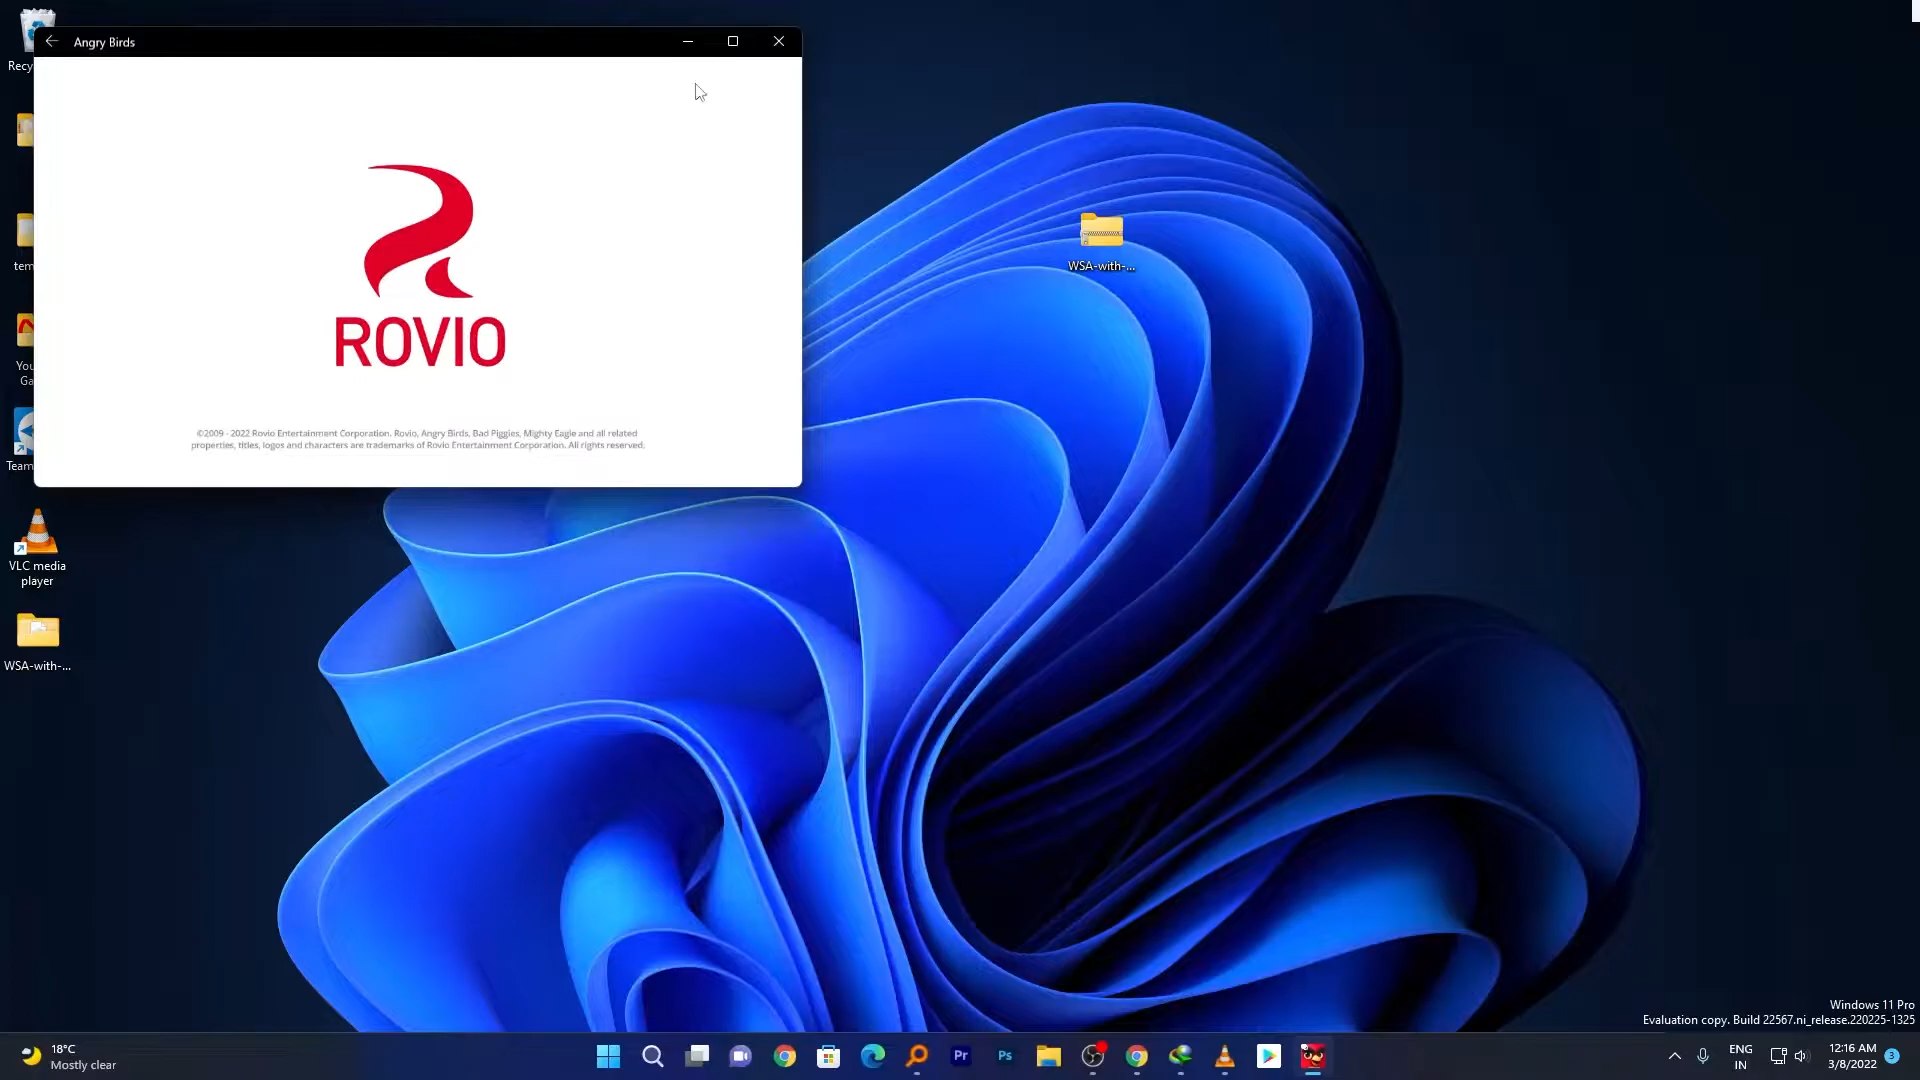 Angry Birds
Recy
tem
You
Ga
Team
ROVIO
©2009 - 2022 Rovio Entertainment Corporation. Rovio, Angry Birds, Bad Piggies, Mighty Eagle and all related
properties, titles, logos and characters are trademarks of Rovio Entertainment Corporation. All rights reserved.
VLC media
player
WSA-with-...
WSA-with-...
Windows 11 Pro
Evaluation copy. Build 22567.ni_release.220225-1325
18°C
Mostly clear
Pr
Ps
ENG
IN
12:16 AM
3/8/2022
3